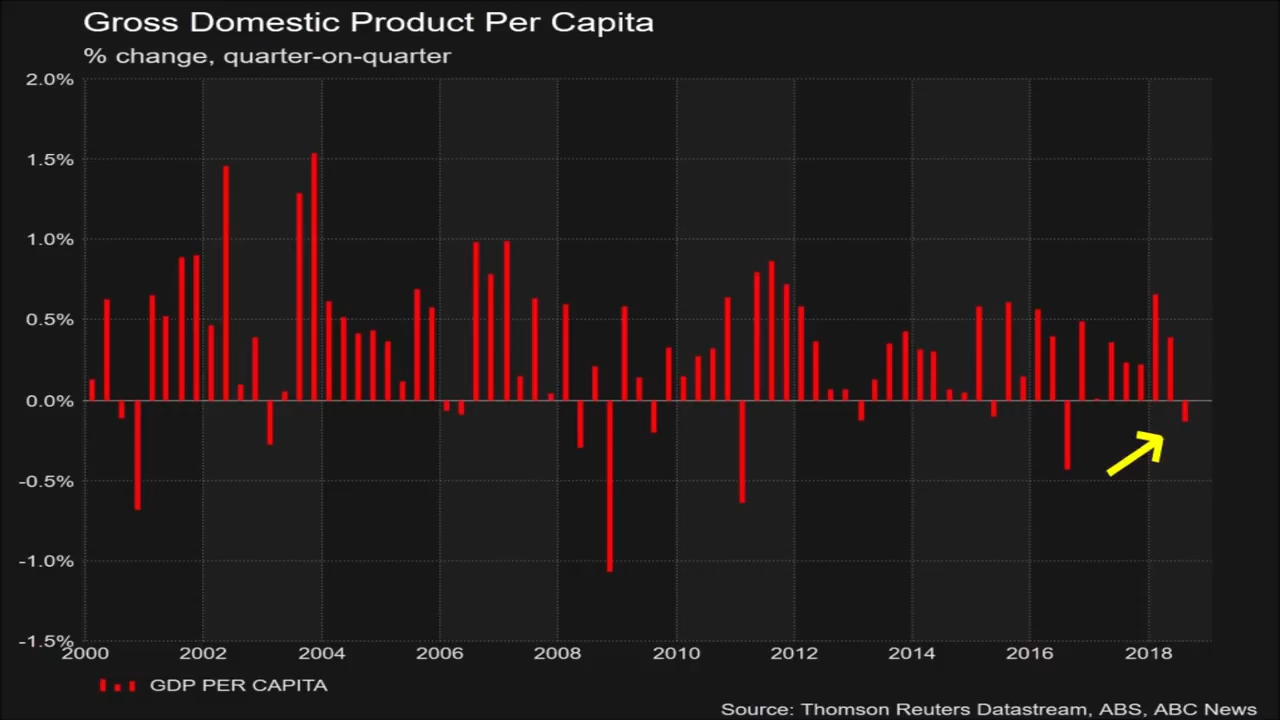 Gross Domestic Product Per Capita
% change, quarter-on-quarter
2.0%
1.5%
1.0%
0.5%
0.0%
-0.5%
-1.0%
-1.5%
2000 2002 2004 2006 2008 2010 2012 2014 2016 2018
GDP PER CAPITA
Source: Thomson Reuters Datastream, ABS, ABC News